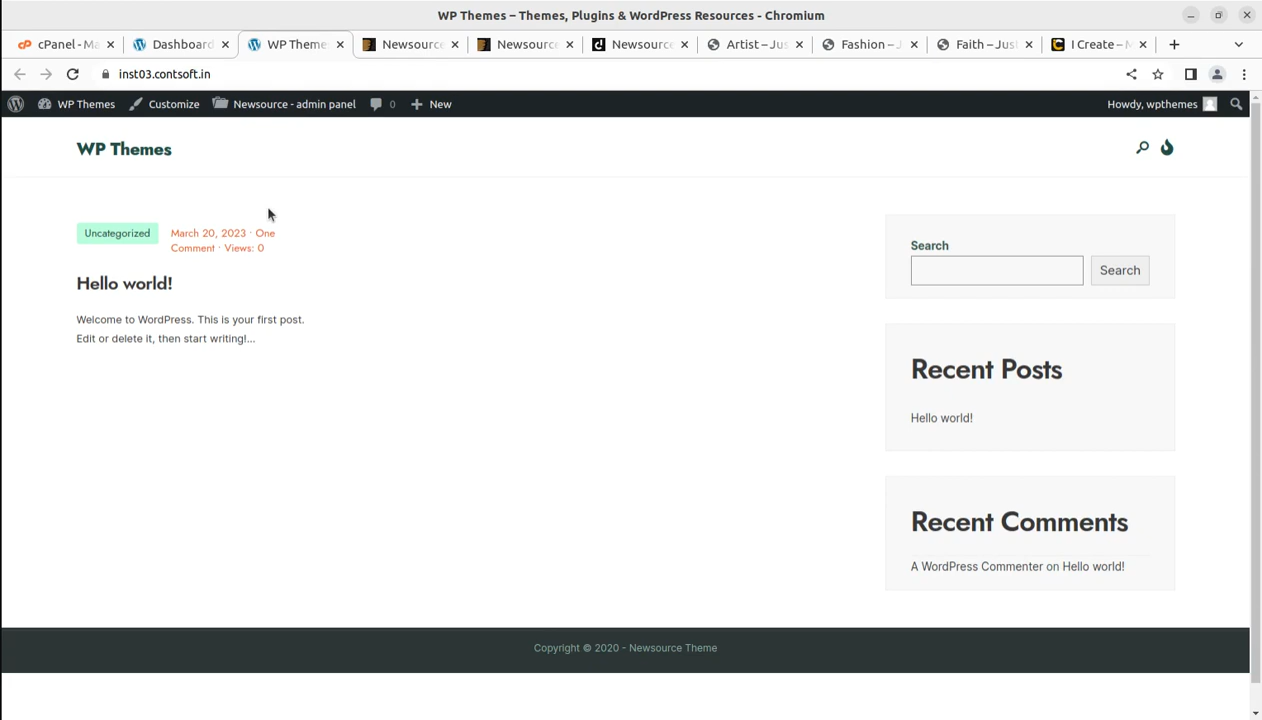 WP Themes – Themes, Plugins & WordPress Resources - Chromium
cPanel - Ma
Dashboard
WP Theme
Newsource
Newsource
Newsource
Artist – Jus
Fashion – J
Faith – Just
I Create – M
inst03.contsoft.in
WP Themes
Customize
Newsource - admin panel
0
New
Howdy, wpthemes
WP Themes
Uncategorized
March 20, 2023 · One
Comment · Views: 0
Hello world!
Welcome to WordPress. This is your first post.
Edit or delete it, then start writing!...
Search
Search
Recent Posts
Hello world!
Recent Comments
A WordPress Commenter on Hello world!
Copyright © 2020 - Newsource Theme